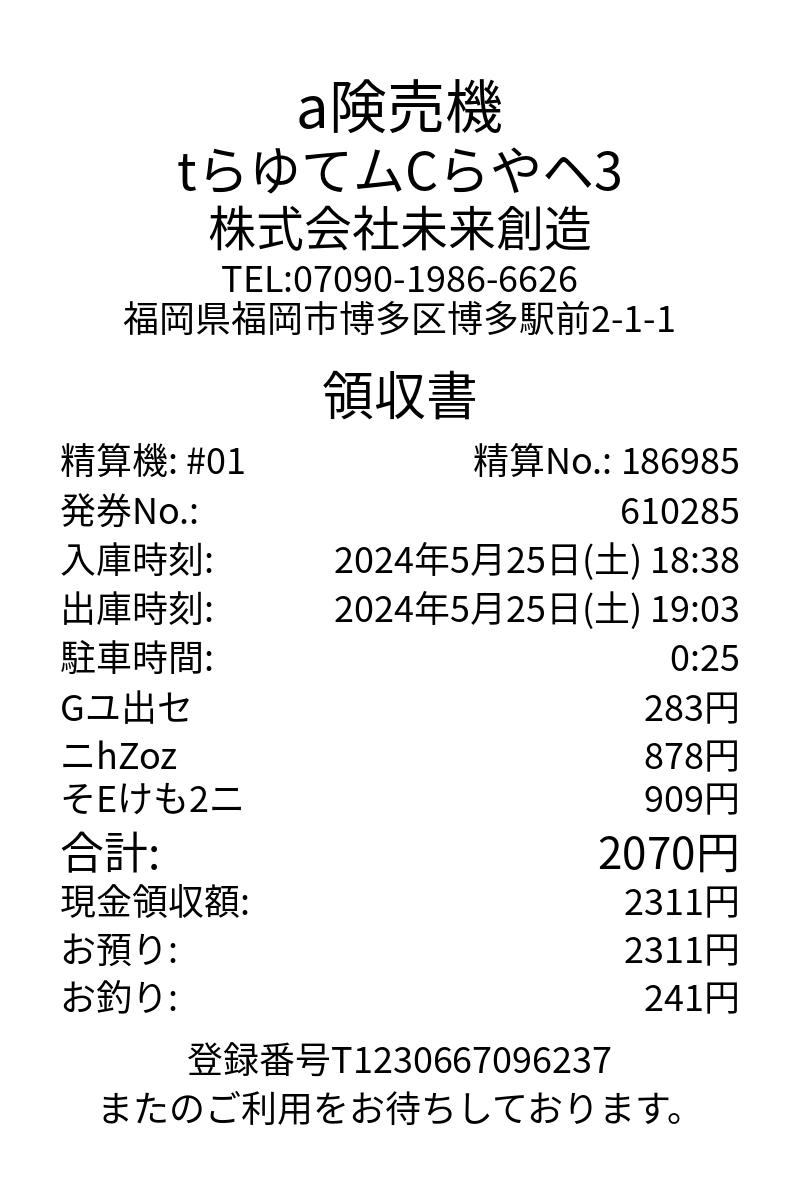 a険売機
tらゆてムCらやヘ3
株式会社未来創造
TEL:07090-1986-6626
福岡県福岡市博多区博多駅前2-1-1
領収書
精算機: #01 精算No.: 186985
発券No.: 610285
入庫時刻: 2024年5月25日(土) 18:38
出庫時刻: 2024年5月25日(土) 19:03
駐車時間: 0:25
Gユ出セ 283円
ニhZoz 878円
そEけも2ニ 909円
合計: 2070円
現金領収額: 2311円
お預り: 2311円
お釣り: 241円
登録番号T1230667096237
またのご利用をお待ちしております。